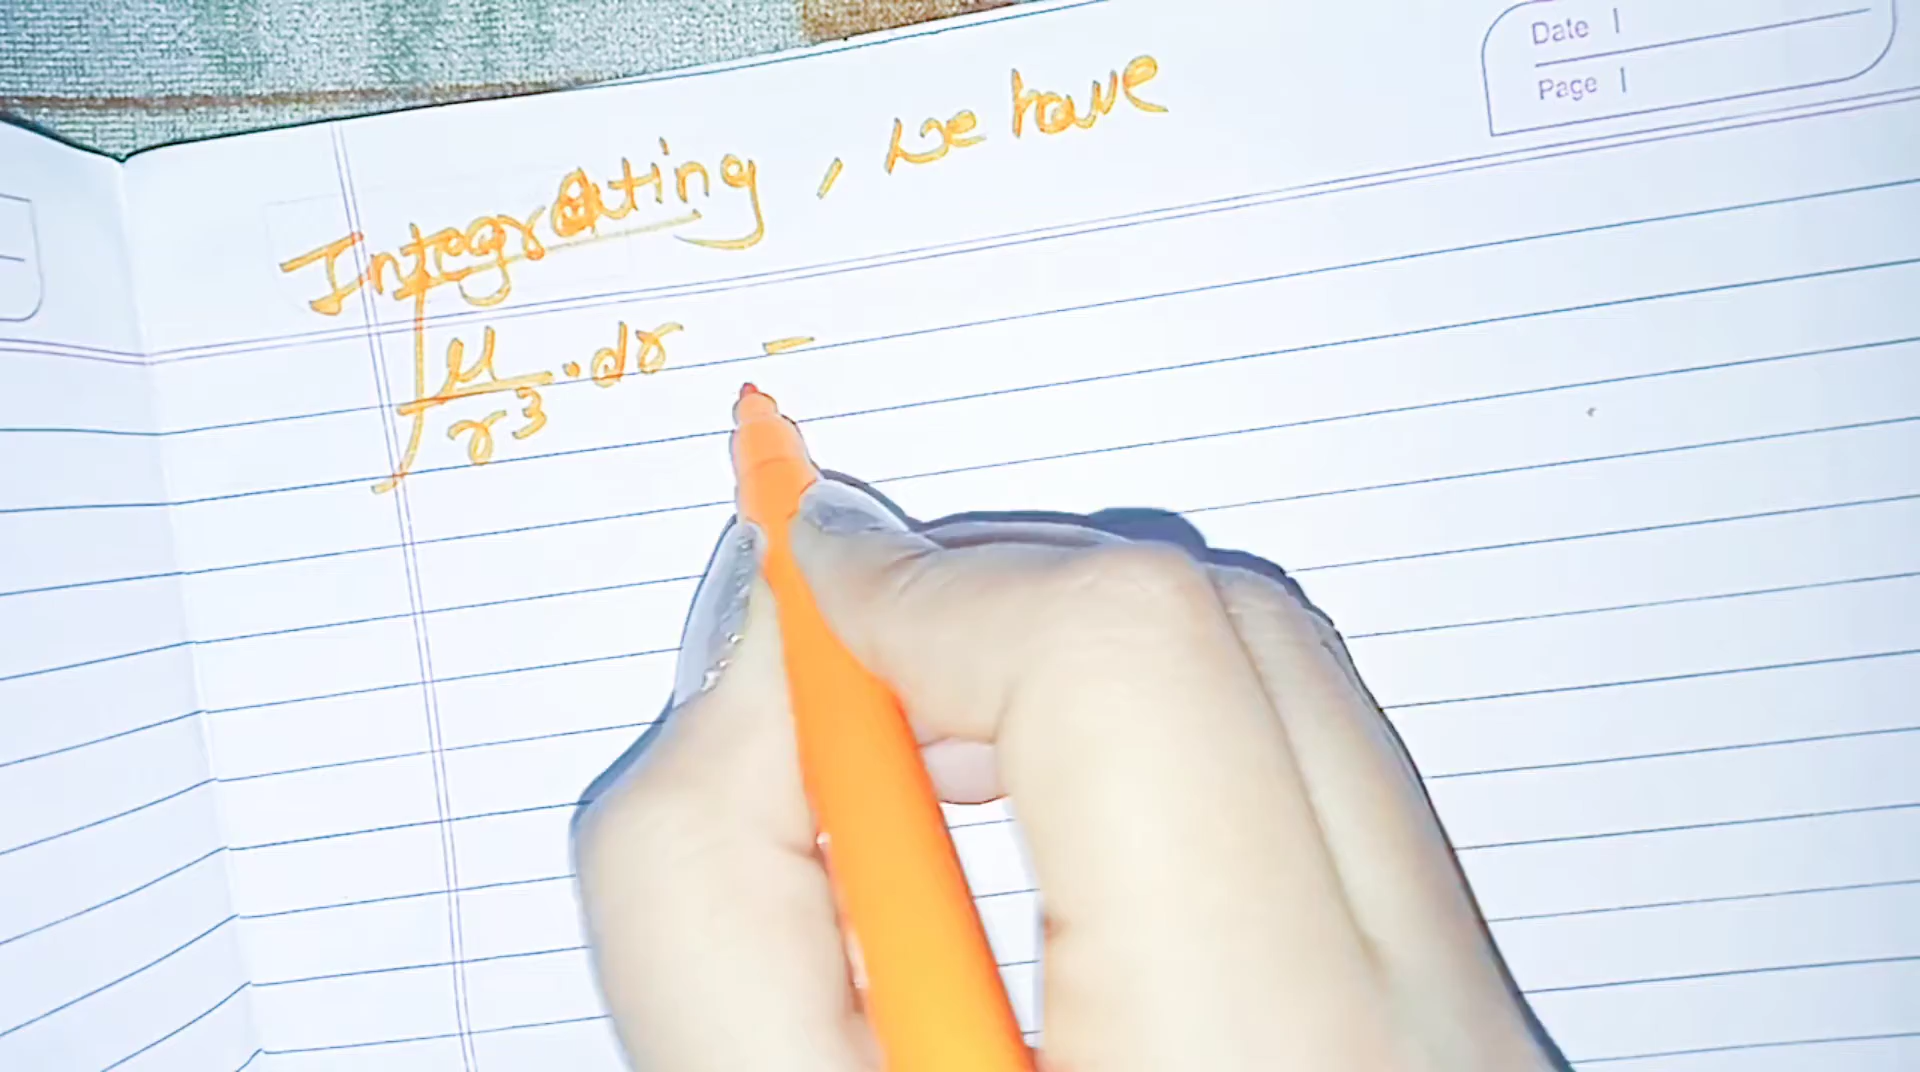 Date
Page
Integrating, we have
∫ μ/r³ · dr –